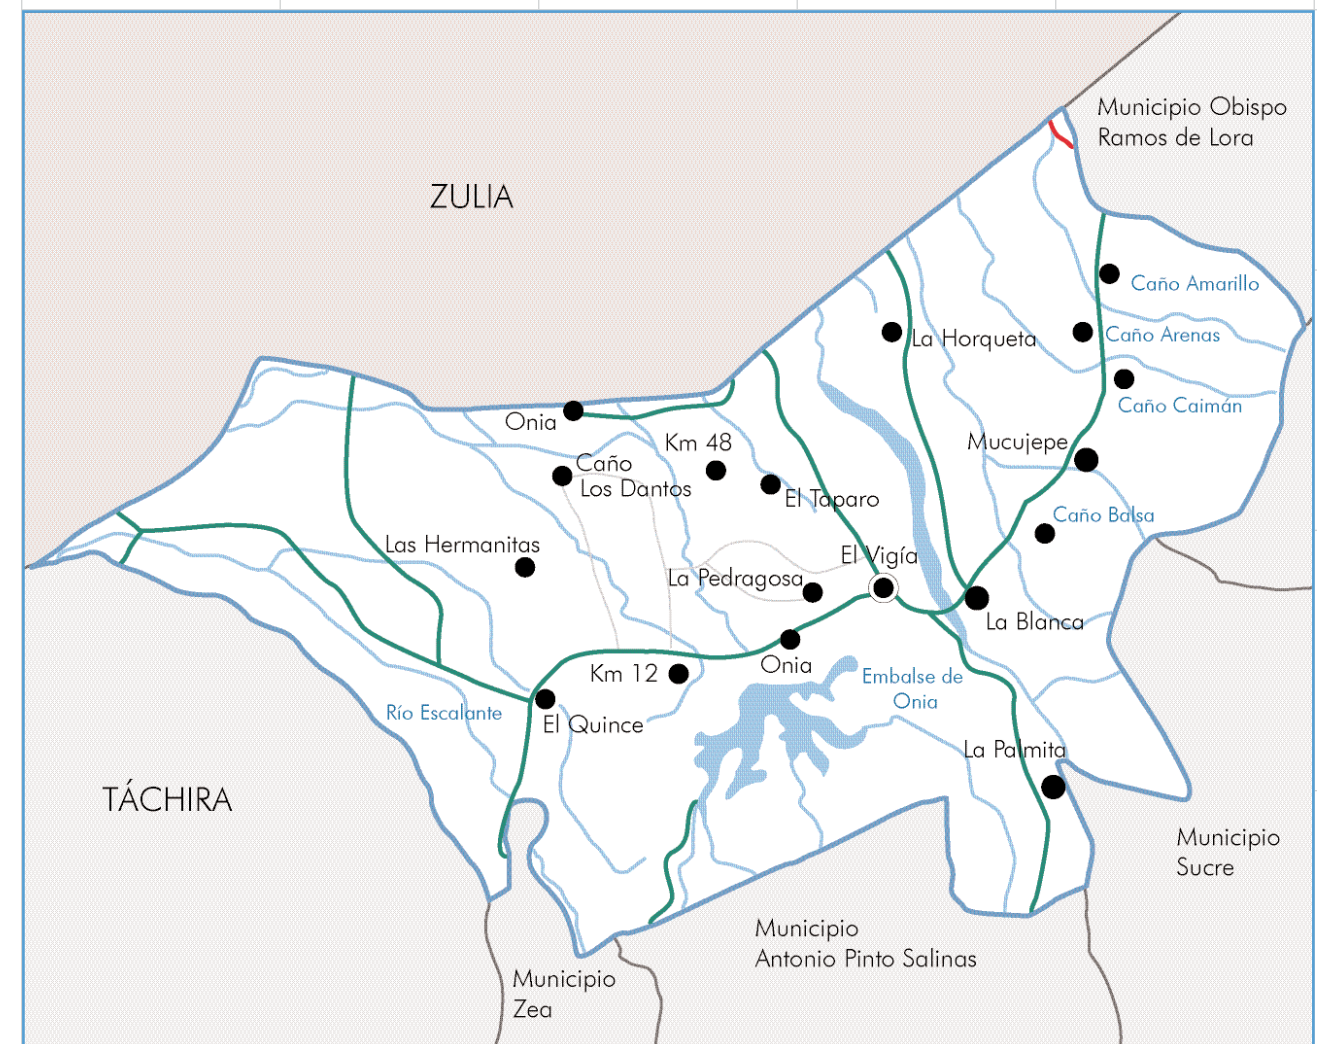 Municipio Obispo
Ramos de Lora
ZULIA
Caño Amarillo
La Horqueta
Caño Arenas
Caño Caimán
Onia
Km 48
Mucujepe
Caño
Los Dantos
El Taparo
Caño Balsa
Las Hermanitas
El Vigía
La Pedragosa
La Blanca
Onia
Km 12
Embalse de
Onia
Río Escalante
El Quince
La Palmita
TÁCHIRA
Municipio
Sucre
Municipio
Antonio Pinto Salinas
Municipio
Zea